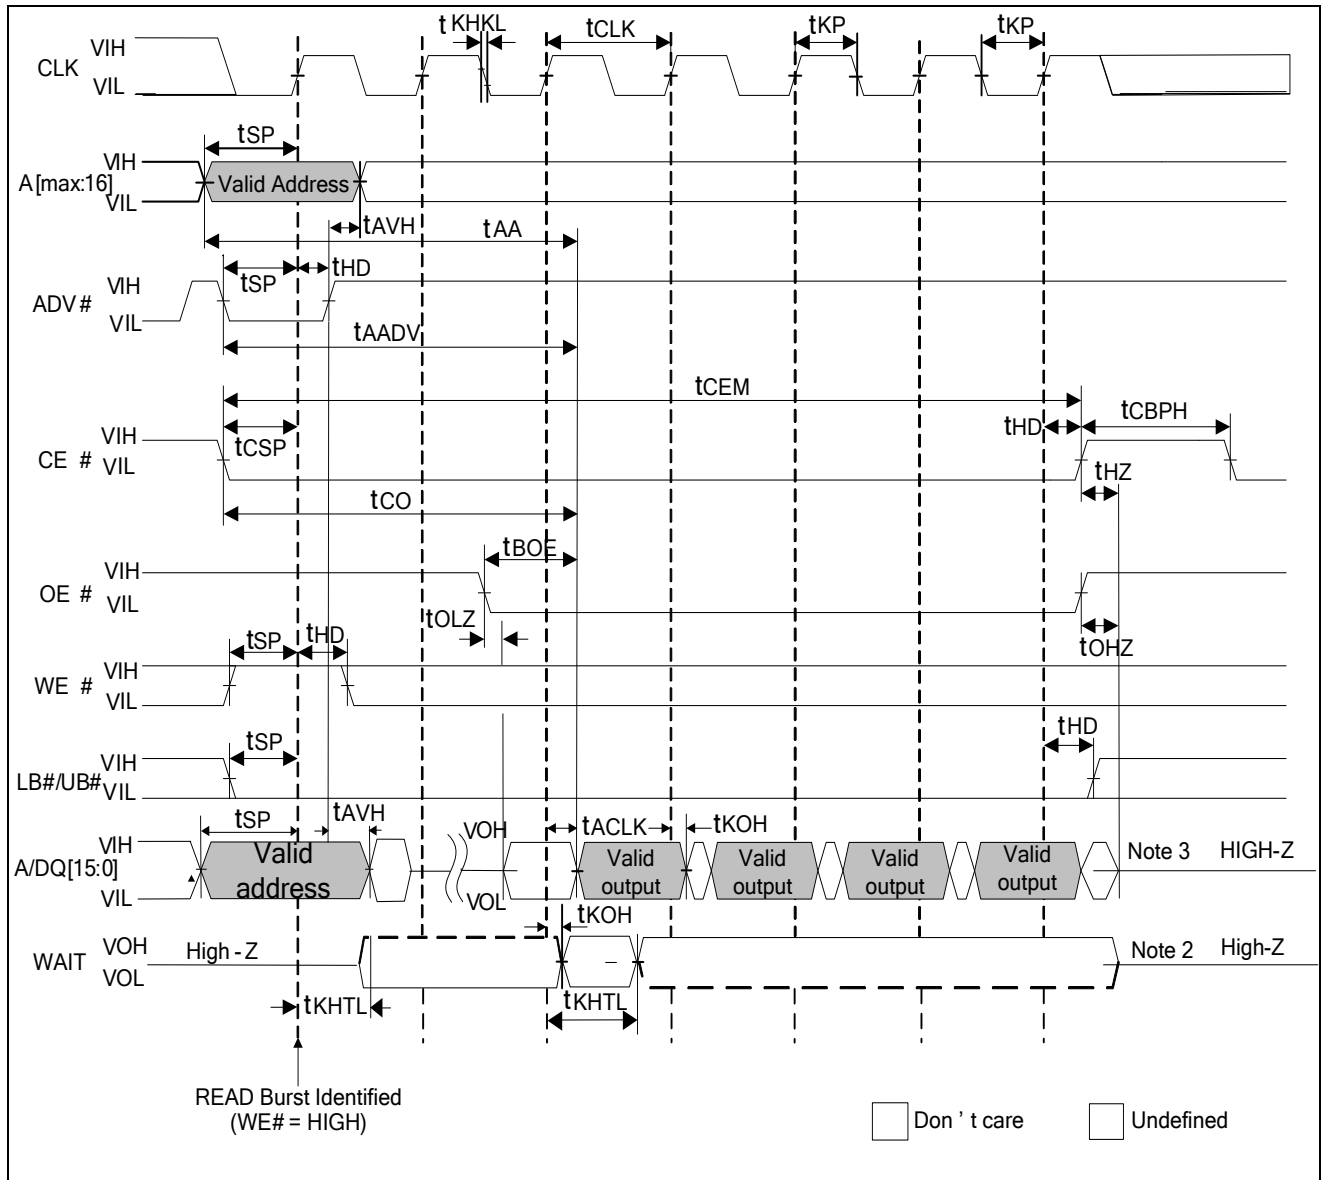 tKHKL
tCLK
tKP
tKP
VIH
CLK
VIL
tSP
VIH
A[max:16]
VIL
Valid Address
tAVH
tAA
tSP
tHD
VIH
ADV#
VIL
tAADV
tCEM
tCBPH
tHD
VIH
tCSP
CE #
VIL
tHZ
tCO
tBOE
VIH
OE #
VIL
tOLZ
tOHZ
tSP
tHD
VIH
WE #
VIL
tHD
tSP
VIH
LB#/UB#
VIL
tSP
tAVH
VOH
tACLK
tKOH
VIH
A/DQ[15:0]
VIL
Valid address
VOL
Valid output
Valid output
Valid output
Valid output
Note 3
HIGH-Z
tKOH
VOH
WAIT
VOL
High - Z
Note 2
High-Z
tKHTL
tKHTL
READ Burst Identified
(WE# = HIGH)
Don ' t care
Undefined